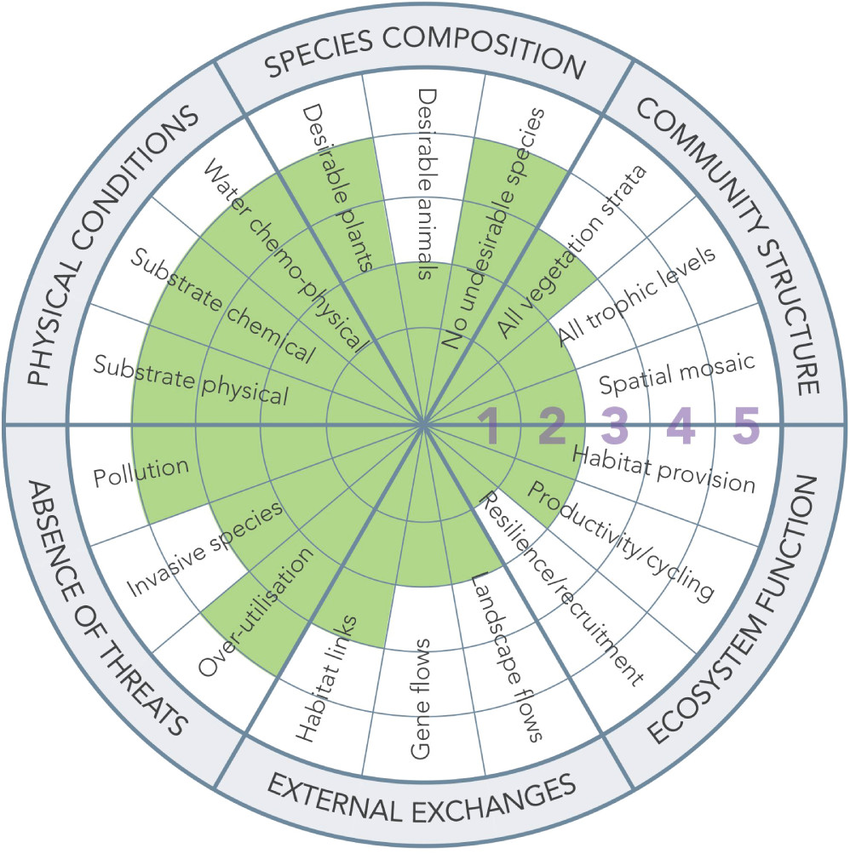 SPECIES COMPOSITION
Desirable plants
Desirable animals
No undesirable species
COMMUNITY STRUCTURE
All vegetation strata
All trophic levels
Spatial mosaic
1 2 3 4 5
ECOSYSTEM FUNCTION
Habitat provision
Productivity/cycling
Resilience/recruitment
EXTERNAL EXCHANGES
Landscape flows
Gene flows
Habitat links
ABSENCE OF THREATS
Over-utilisation
Invasive species
Pollution
PHYSICAL CONDITIONS
Substrate physical
Substrate chemical
Water chemo-physical